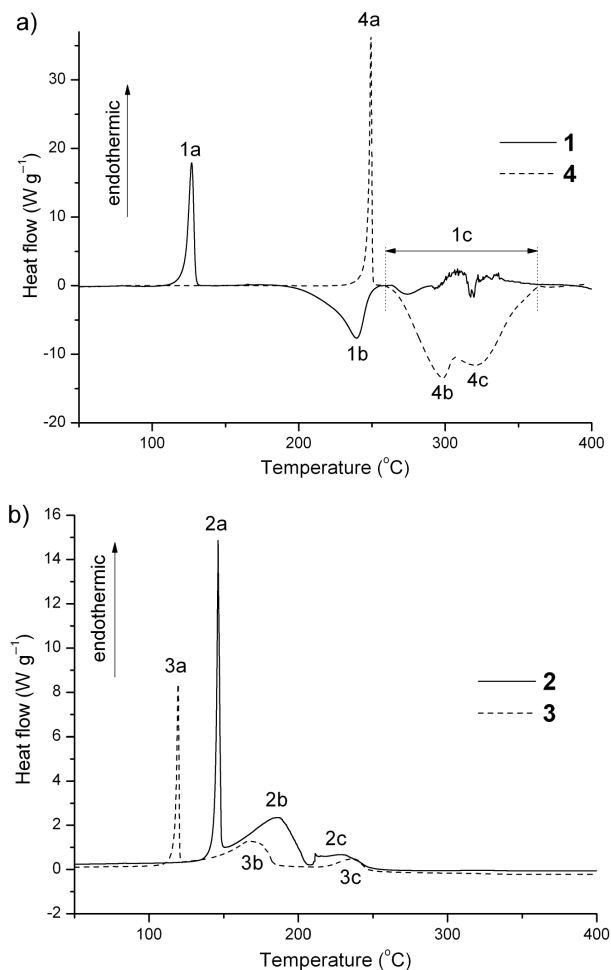 a)
4a
30
endothermic
1a
1
4
20
1c
10
Heat flow (W g⁻¹)
0
1b
-10
4b
4c
-20
100
200
300
400
Temperature (°C)
b)
16
2a
14
endothermic
12
10
3a
2
3
8
6
Heat flow (W g⁻¹)
4
2b
2
2c
3b
3c
0
-2
100
200
300
400
Temperature (°C)